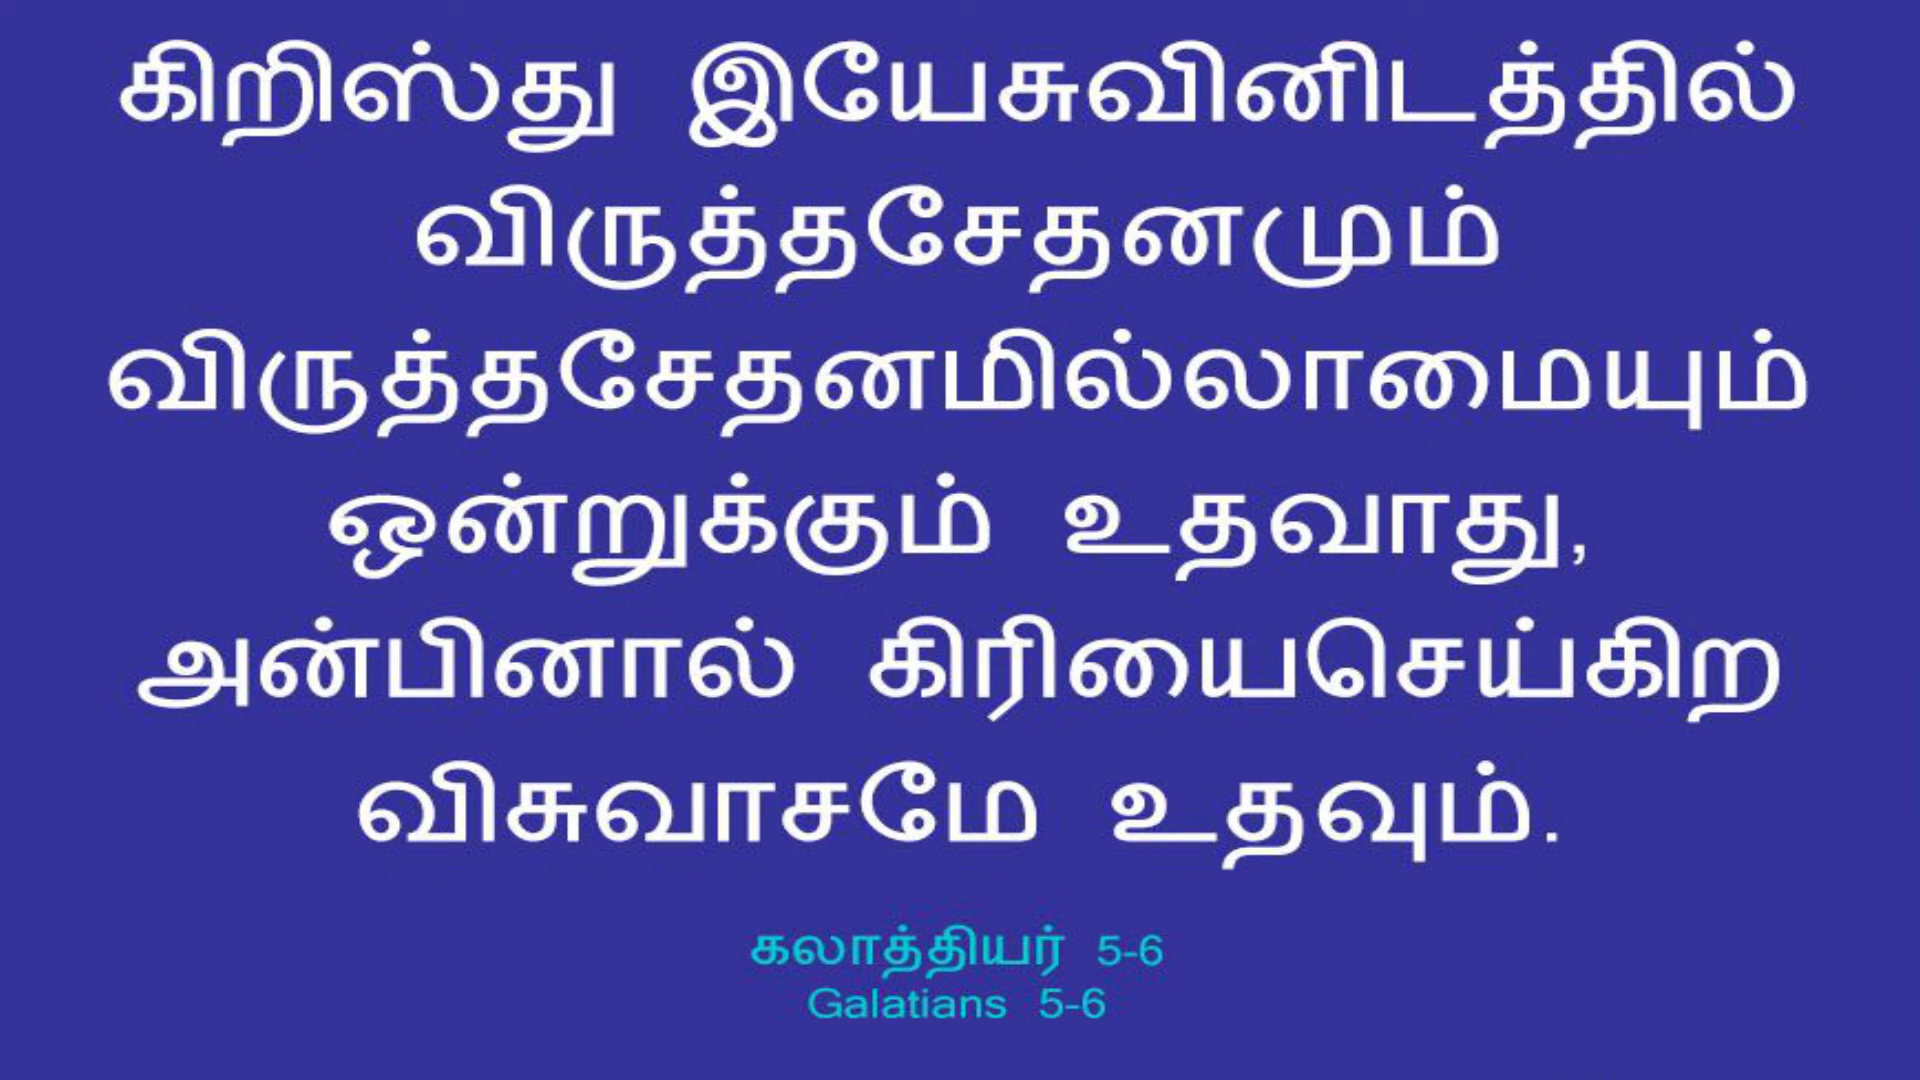 கிறிஸ்து இயேசுவினிடத்தில்
விருத்தசேதனமும்
விருத்தசேதனமில்லாமையும்
ஒன்றுக்கும் உதவாது,
அன்பினால் கிரியைசெய்கிற
விசுவாசமே உதவும்.
கலாத்தியர் 5-6
Galatians 5-6